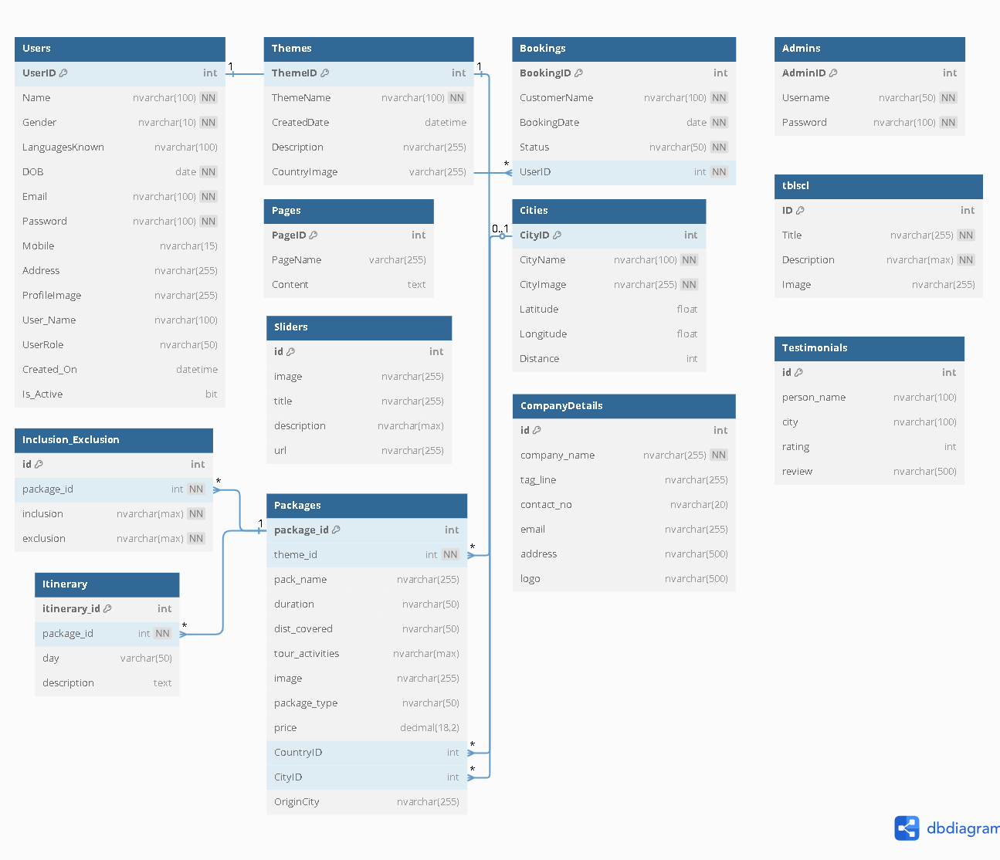 Users
UserID int
Name nvarchar(100) NN
Gender nvarchar(10) NN
LanguagesKnown nvarchar(100)
DOB date NN
Email nvarchar(100) NN
Password nvarchar(100) NN
Mobile nvarchar(15)
Address nvarchar(255)
ProfileImage nvarchar(255)
User_Name nvarchar(100)
UserRole nvarchar(50)
Created_On datetime
Is_Active bit
1
Themes
ThemeID int
ThemeName nvarchar(100) NN
CreatedDate datetime
Description nvarchar(255)
CountryImage varchar(255)
1
*
Bookings
BookingID int
CustomerName nvarchar(100) NN
BookingDate date NN
Status nvarchar(50) NN
UserID int NN
Admins
AdminID int
Username nvarchar(50) NN
Password nvarchar(100) NN
Pages
PageID int
PageName varchar(255)
Content text
0..1
Cities
CityID int
CityName nvarchar(100) NN
CityImage nvarchar(255) NN
Latitude float
Longitude float
Distance int
tblscl
ID int
Title nvarchar(255) NN
Description nvarchar(max) NN
Image nvarchar(255)
Sliders
id int
image nvarchar(255)
title nvarchar(255)
description nvarchar(max)
url nvarchar(255)
CompanyDetails
id int
company_name nvarchar(255) NN
tag_line nvarchar(255)
contact_no nvarchar(20)
email nvarchar(255)
address nvarchar(500)
logo nvarchar(500)
Testimonials
id int
person_name nvarchar(100)
city nvarchar(100)
rating int
review nvarchar(500)
Inclusion_Exclusion
id int
package_id int NN
inclusion nvarchar(max) NN
exclusion nvarchar(max) NN
*
1
Itinerary
itinerary_id int
package_id int NN
day varchar(50)
description text
*
Packages
package_id int
theme_id int NN
pack_name nvarchar(255)
duration nvarchar(50)
dist_covered nvarchar(50)
tour_activities nvarchar(max)
image nvarchar(255)
package_type nvarchar(50)
price decimal(18,2)
CountryID int
CityID int
OriginCity nvarchar(255)
*
*
*
dbdiagram